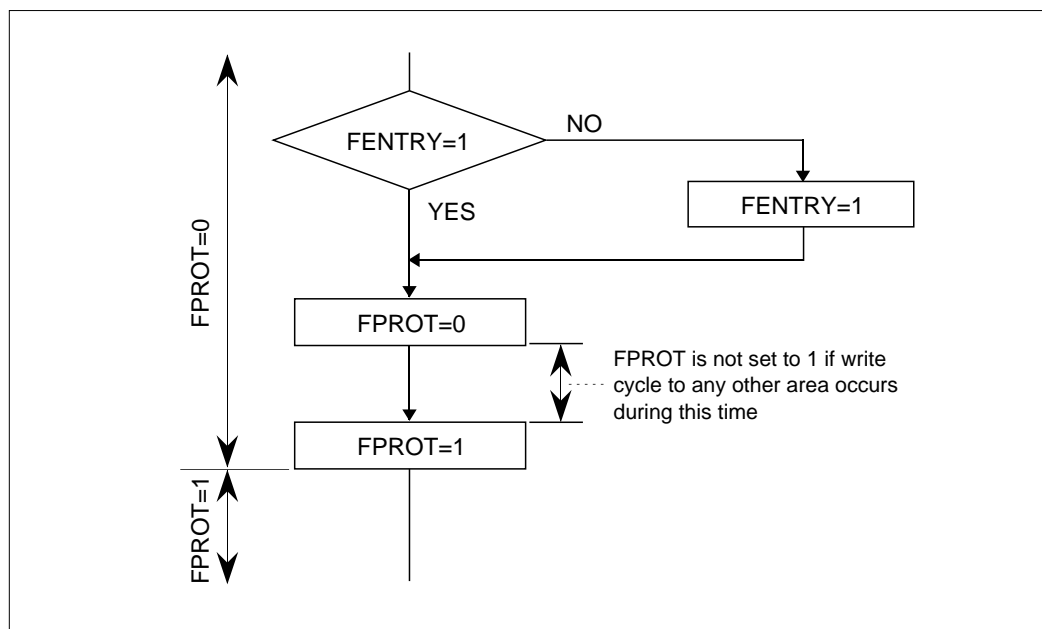 FENTRY=1
NO
YES
FENTRY=1
FPROT=0
FPROT=0
FPROT is not set to 1 if write
cycle to any other area occurs
during this time
FPROT=1
FPROT=1